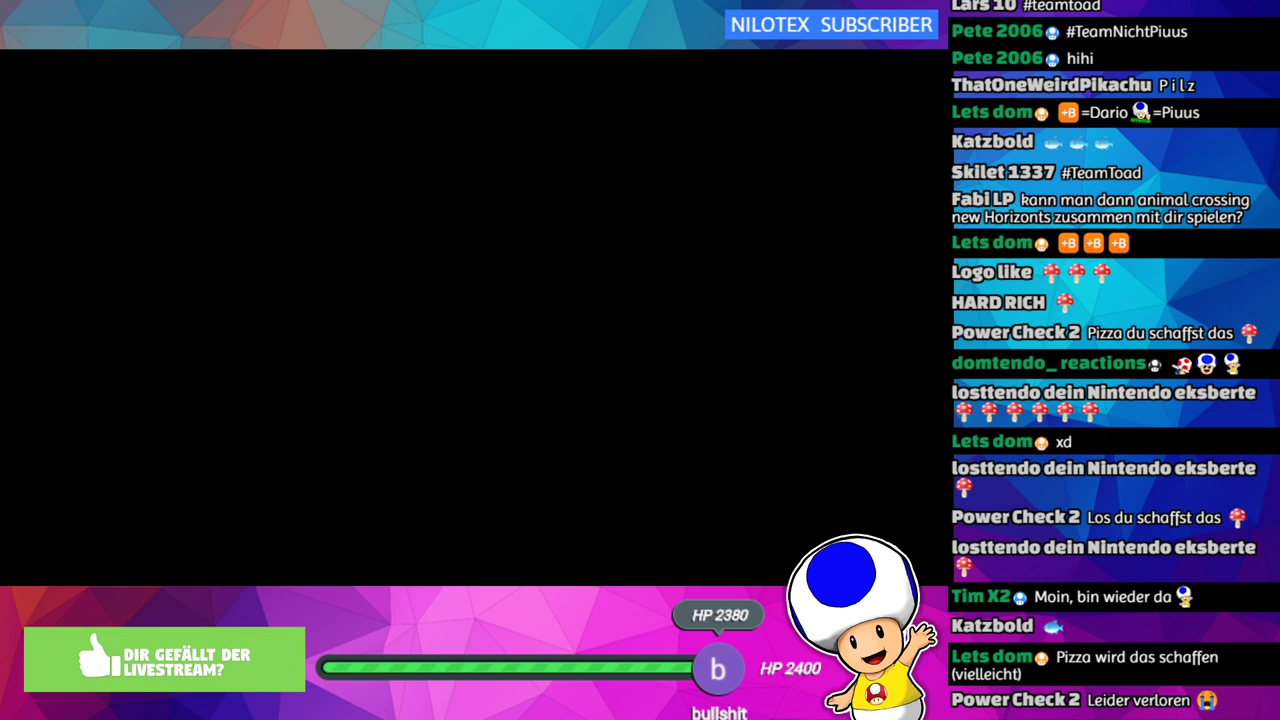 NILOTEX SUBSCRIBER
Lars 10 #teamtoad
Pete 2006 #TeamNichtPiuus
Pete 2006 hihi
ThatOneWeirdPikachu Pilz
Lets dom +B =Dario =Piuus
Katzbold
Skilet 1337 #TeamToad
Fabi LP kann man dann animal crossing
new Horizonts zusammen mit dir spielen?
Lets dom +B +B +B
Logo like
HARD RICH
Power Check 2 Pizza du schaffst das
domtendo_reactions
losttendo dein Nintendo eksberte
Lets dom xd
losttendo dein Nintendo eksberte
Power Check 2 Los du schaffst das
losttendo dein Nintendo eksberte
Tim X2 Moin, bin wieder da
Katzbold
Lets dom Pizza wird das schaffen
(vielleicht)
Power Check 2 Leider verloren
DIR GEFÄLLT DER
LIVESTREAM?
HP 2380
b
HP 2400
bullshit